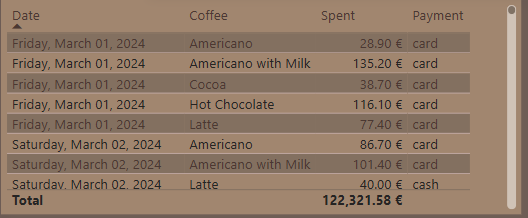 Date Coffee Spent Payment
Friday, March 01, 2024 Americano 28.90 € card
Friday, March 01, 2024 Americano with Milk 135.20 € card
Friday, March 01, 2024 Cocoa 38.70 € card
Friday, March 01, 2024 Hot Chocolate 116.10 € card
Friday, March 01, 2024 Latte 77.40 € card
Saturday, March 02, 2024 Americano 86.70 € card
Saturday, March 02, 2024 Americano with Milk 101.40 € card
Saturday, March 02, 2024 Latte 40.00 € cash
Total 122,321.58 €